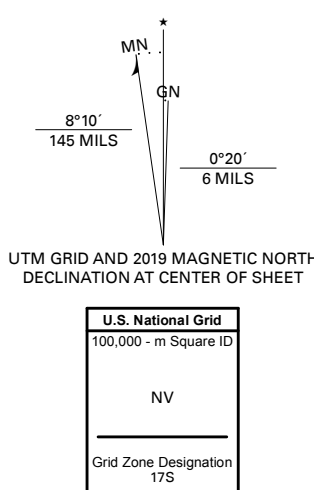 ★
MN
GN
8°10´
145 MILS
0°20´
6 MILS
UTM GRID AND 2019 MAGNETIC NORTH
DECLINATION AT CENTER OF SHEET
U.S. National Grid
100,000 - m Square ID
NV
Grid Zone Designation
17S